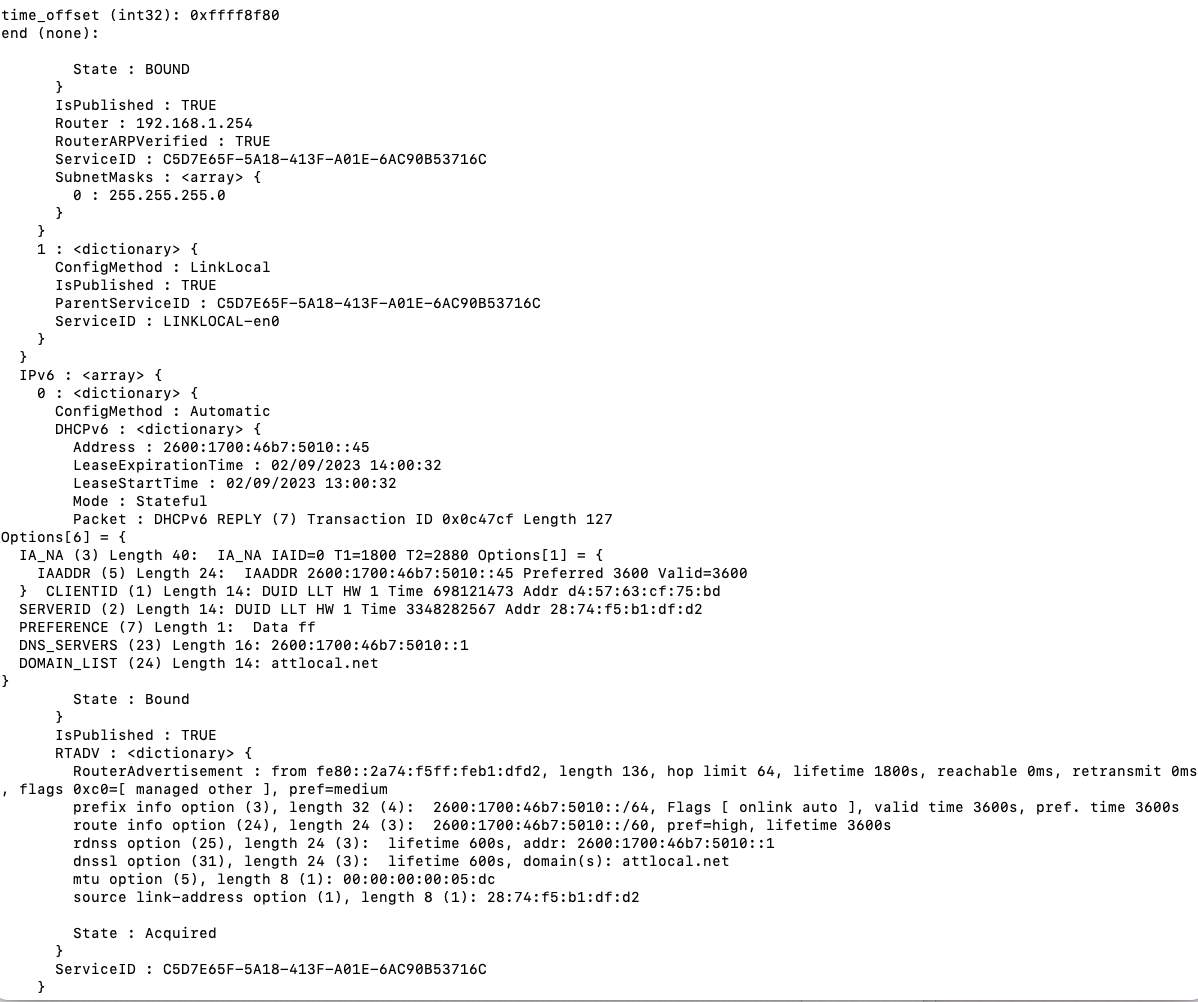 time_offset (int32): 0xffff8f80
end (none):
State : BOUND
}
IsPublished : TRUE
Router : 192.168.1.254
RouterARPVerified : TRUE
ServiceID : C5D7E65F-5A18-413F-A01E-6AC90B53716C
SubnetMasks : <array> {
0 : 255.255.255.0
}
}
1 : <dictionary> {
ConfigMethod : LinkLocal
IsPublished : TRUE
ParentServiceID : C5D7E65F-5A18-413F-A01E-6AC90B53716C
ServiceID : LINKLOCAL-en0
}
}
IPv6 : <array> {
0 : <dictionary> {
ConfigMethod : Automatic
DHCPv6 : <dictionary> {
Address : 2600:1700:46b7:5010::45
LeaseExpirationTime : 02/09/2023 14:00:32
LeaseStartTime : 02/09/2023 13:00:32
Mode : Stateful
Packet : DHCPv6 REPLY (7) Transaction ID 0x0c47cf Length 127
Options[6] = {
IA_NA (3) Length 40:  IA_NA IAID=0 T1=1800 T2=2880 Options[1] = {
IAADDR (5) Length 24:  IAADDR 2600:1700:46b7:5010::45 Preferred 3600 Valid=3600
}  CLIENTID (1) Length 14: DUID LLT HW 1 Time 698121473 Addr d4:57:63:cf:75:bd
SERVERID (2) Length 14: DUID LLT HW 1 Time 3348282567 Addr 28:74:f5:b1:df:d2
PREFERENCE (7) Length 1:  Data ff
DNS_SERVERS (23) Length 16: 2600:1700:46b7:5010::1
DOMAIN_LIST (24) Length 14: attlocal.net
}
State : Bound
}
IsPublished : TRUE
RTADV : <dictionary> {
RouterAdvertisement : from fe80::2a74:f5ff:feb1:dfd2, length 136, hop limit 64, lifetime 1800s, reachable 0ms, retransmit 0ms
, flags 0xc0=[ managed other ], pref=medium
prefix info option (3), length 32 (4):  2600:1700:46b7:5010::/64, Flags [ onlink auto ], valid time 3600s, pref. time 3600s
route info option (24), length 24 (3):  2600:1700:46b7:5010::/60, pref=high, lifetime 3600s
rdnss option (25), length 24 (3):  lifetime 600s, addr: 2600:1700:46b7:5010::1
dnssl option (31), length 24 (3):  lifetime 600s, domain(s): attlocal.net
mtu option (5), length 8 (1): 00:00:00:00:05:dc
source link-address option (1), length 8 (1): 28:74:f5:b1:df:d2
State : Acquired
}
ServiceID : C5D7E65F-5A18-413F-A01E-6AC90B53716C
}